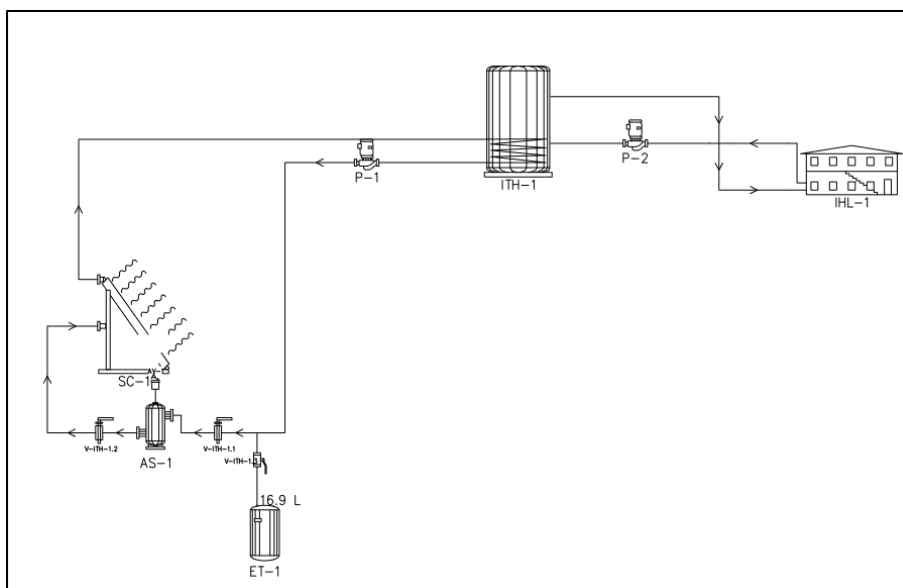 P-1
ITH-1
P-2
IHL-1
SC-1
V-ITH-1.2
V-ITH-1.1
AS-1
16.9 L
ET-1